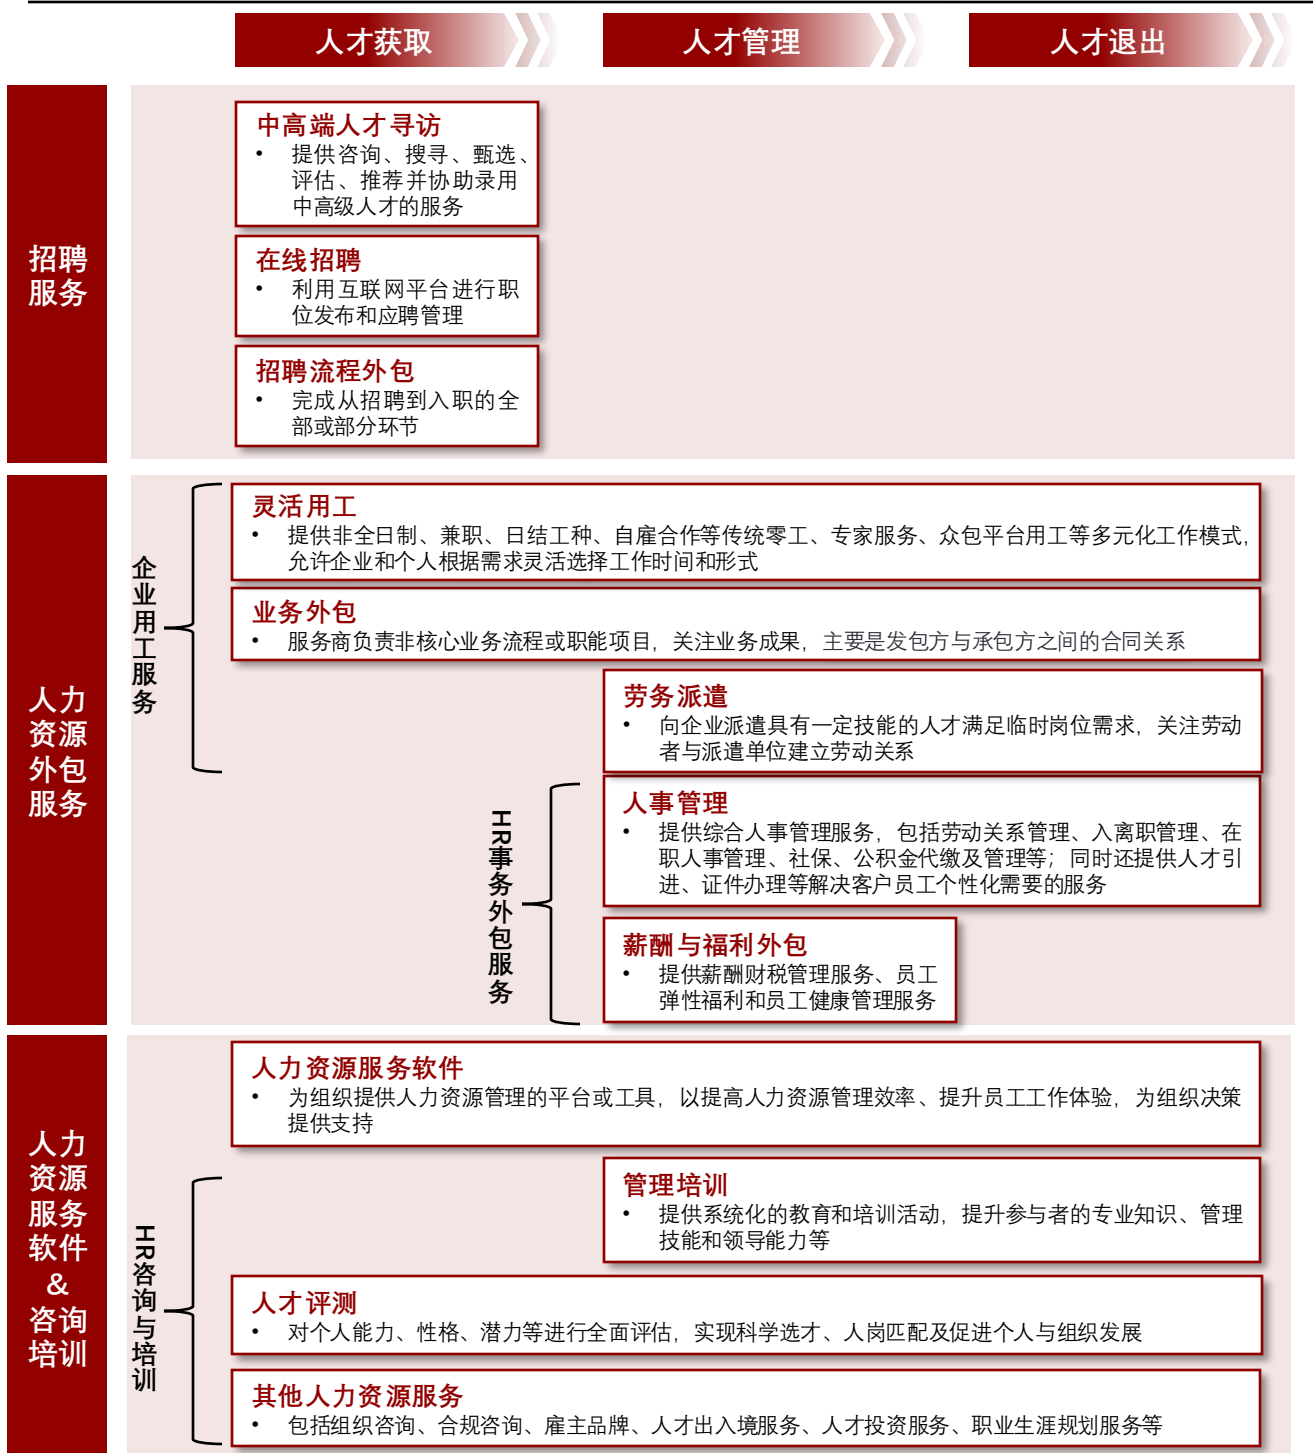 人才获取
人才管理
人才退出
招聘
服务
中高端人才寻访
• 提供咨询、搜寻、甄选、
评估、推荐并协助录用
中高级人才的服务
在线招聘
• 利用互联网平台进行职
位发布和应聘管理
招聘流程外包
• 完成从招聘到入职的全
部或部分环节
人力
资源
外包
服务
企业用工服务
灵活用工
• 提供非全日制、兼职、日结工种、自雇合作等传统零工、专家服务、众包平台用工等多元化工作模式,
允许企业和个人根据需求灵活选择工作时间和形式
业务外包
• 服务商负责非核心业务流程或职能项目，关注业务成果，主要是发包方与承包方之间的合同关系
劳务派遣
• 向企业派遣具有一定技能的人才满足临时岗位需求，关注劳动
者与派遣单位建立劳动关系
HR事务外包服务
人事管理
• 提供综合人事管理服务，包括劳动关系管理、入离职管理、在
职人事管理、社保、公积金代缴及管理等；同时还提供人才引
进、证件办理等解决客户员工个性化需要的服务
薪酬与福利外包
• 提供薪酬财税管理服务、员工
弹性福利和员工健康管理服务
人力
资源
服务
软件
&
咨询
培训
人力资源服务软件
• 为组织提供人力资源管理的平台或工具，以提高人力资源管理效率、提升员工工作体验，为组织决策
提供支持
HR咨询与培训
管理培训
• 提供系统化的教育和培训活动，提升参与者的专业知识、管理
技能和领导能力等
人才评测
• 对个人能力、性格、潜力等进行全面评估，实现科学选才、人岗匹配及促进个人与组织发展
其他人力资源服务
• 包括组织咨询、合规咨询、雇主品牌、人才出入境服务、人才投资服务、职业生涯规划服务等